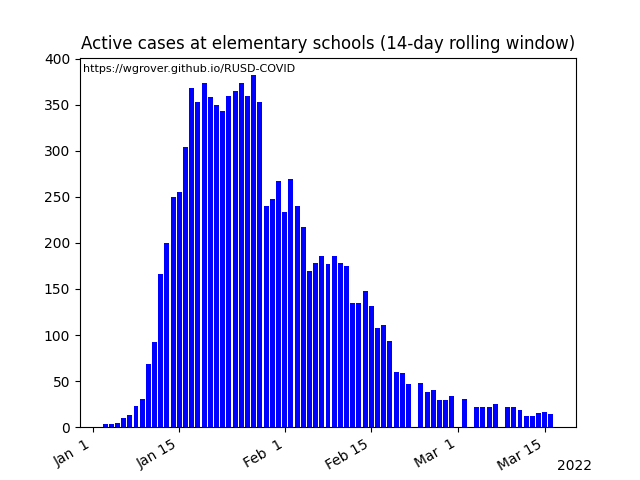 Active cases at elementary schools (14-day rolling window)
https://wgrover.github.io/RUSD-COVID
400
350
300
250
200
150
100
50
0
Jan 1
Jan 15
Feb 1
Feb 15
Mar 1
Mar 15
2022